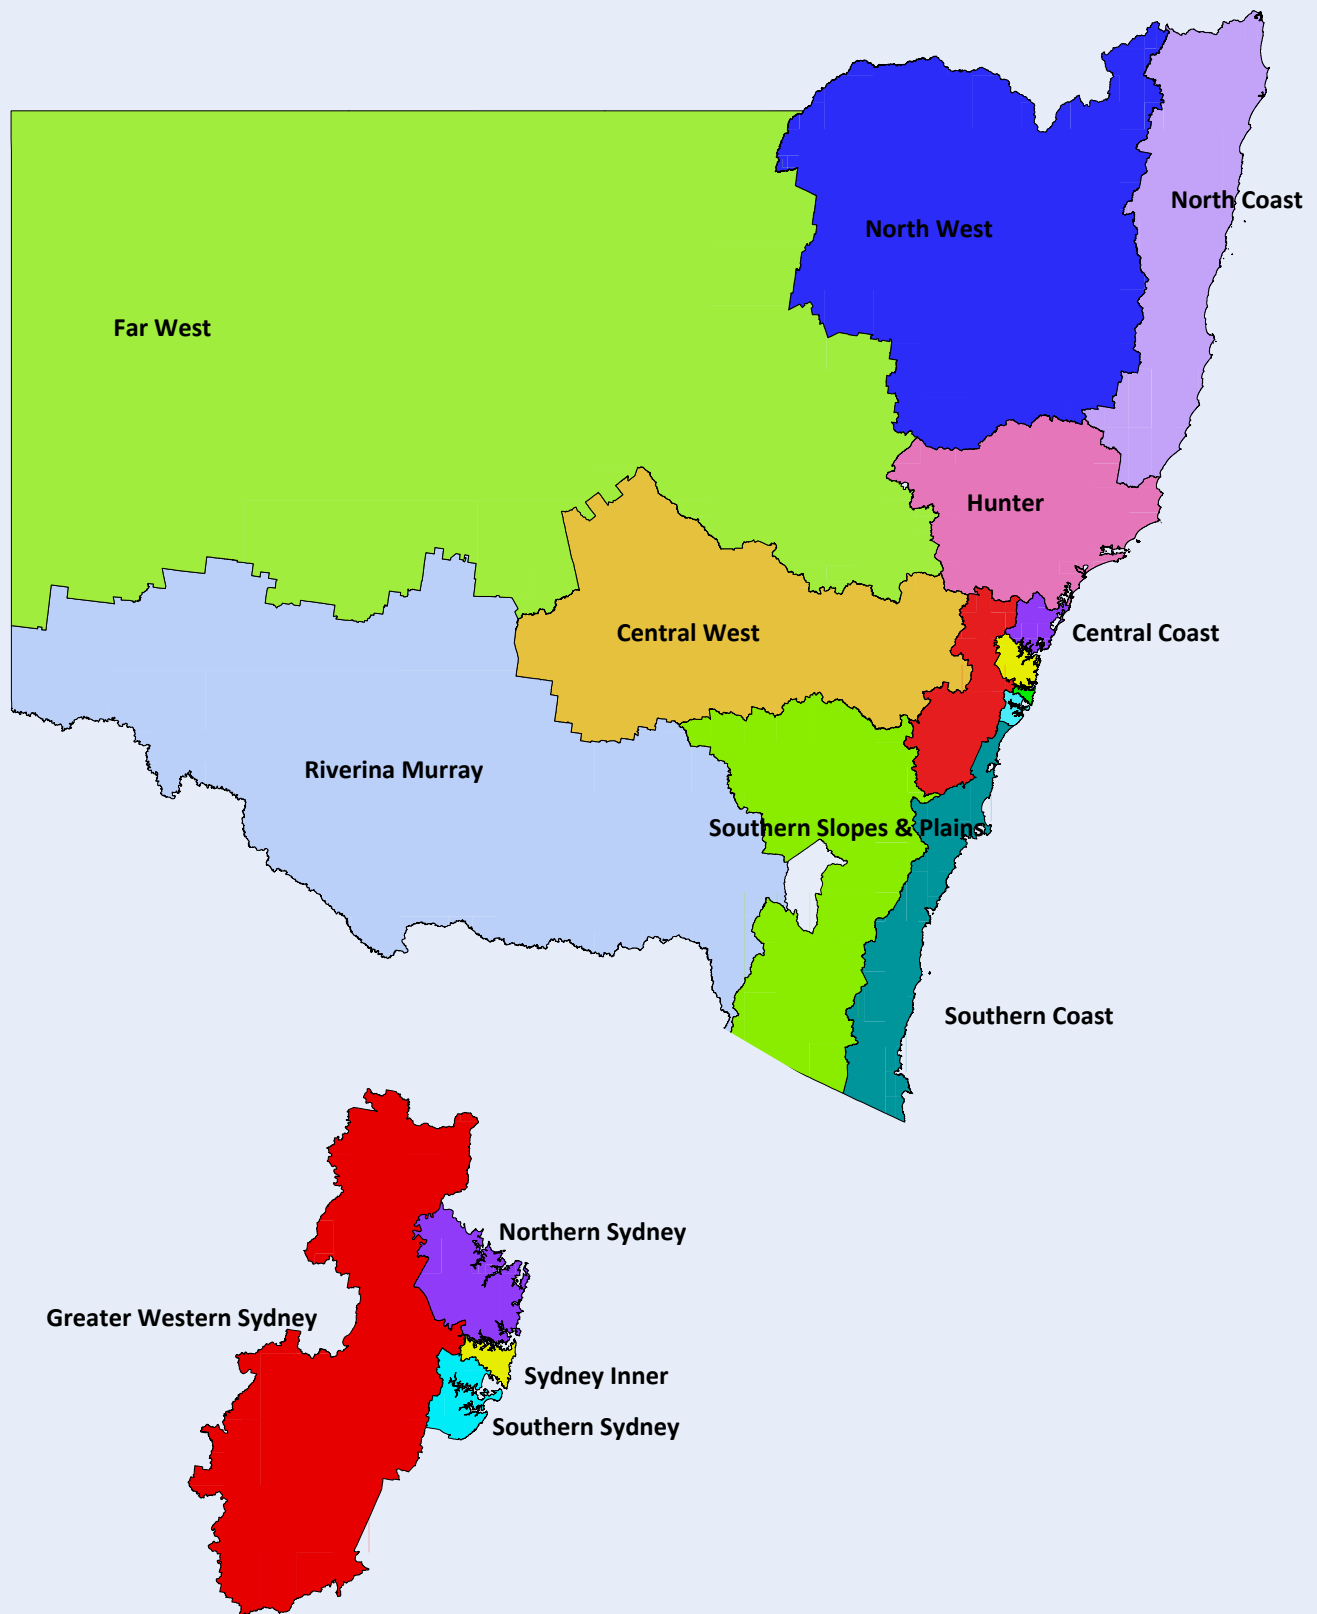 North Coast
North West
Far West
Hunter
Central West
Central Coast
Riverina Murray
Southern Slopes & Plains
Southern Coast
Northern Sydney
Greater Western Sydney
Sydney Inner
Southern Sydney